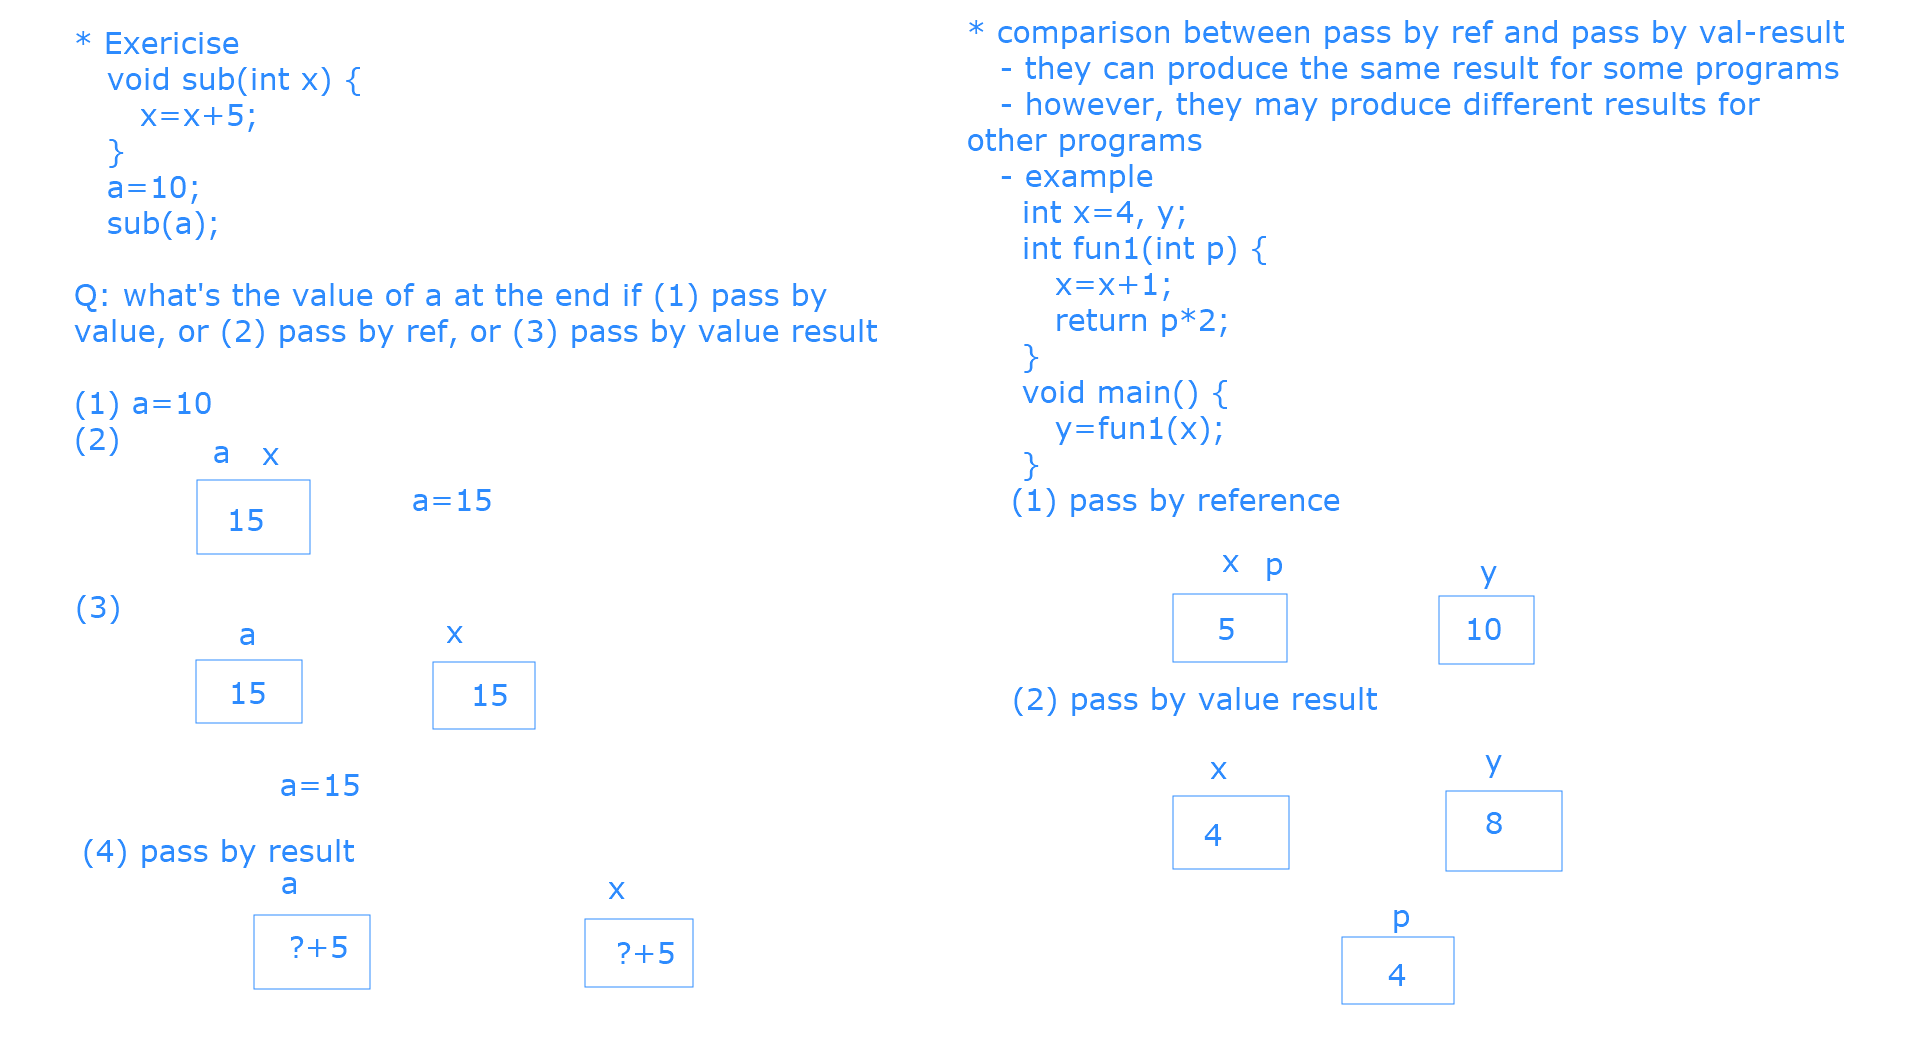 * Exericise
void sub(int x) {
x=x+5;
}
a=10;
sub(a);
Q: what's the value of a at the end if (1) pass by
value, or (2) pass by ref, or (3) pass by value result
(1) a=10
(2)
a x
15
a=15
(3)
a
x
15
15
a=15
(4) pass by result
a
x
?+5
?+5
* comparison between pass by ref and pass by val-result
- they can produce the same result for some programs
- however, they may produce different results for
other programs
- example
int x=4, y;
int fun1(int p) {
x=x+1;
return p*2;
}
void main() {
y=fun1(x);
}
(1) pass by reference
x p
y
5
10
(2) pass by value result
x
y
4
8
p
4